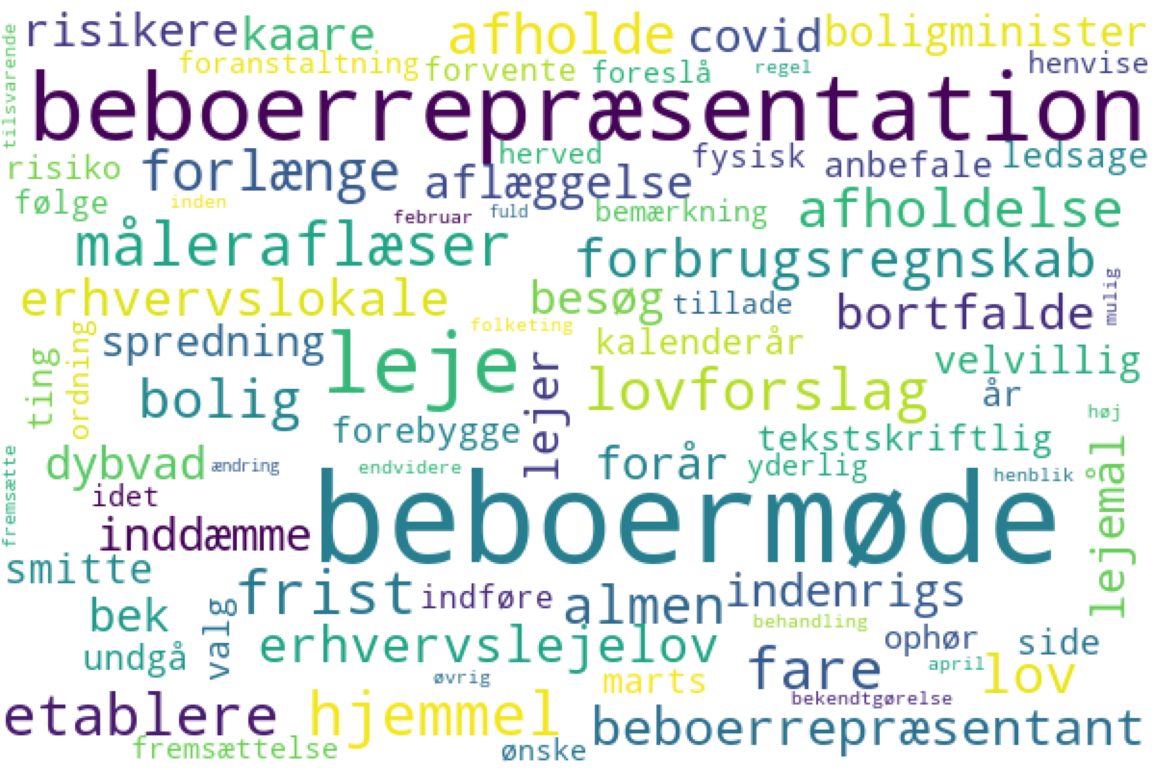 risikere kaare afholde covid boligminister
tilsvarende foranstaltning forvente foreslå regel henvise
beboerrepræsentation
risiko forlænge herved fysisk anbefale ledsage
følge inden aflæggelse
februar fuld bemærkning afholdelse
måleraflæser forbrugsregnskab
erhvervslokale besøg tillade bortfalde mulig
ordning spredning folketing kalenderår velvillig
ting leje lejer
bolig lovforslag år
forebygge høj
dybvad ændring endvidere forår tekstskriftlig
yderlig henblik lejemål
fremsætte idet
inddæmme beboermøde
smitte frist indføre almen indenrigs
bek valg behandling
undgå erhvervslejelov ophør side
øvrig marts fare april lov
bekendtgørelse
etablere hjemmel beboerrepræsentant
fremsættelse ønske